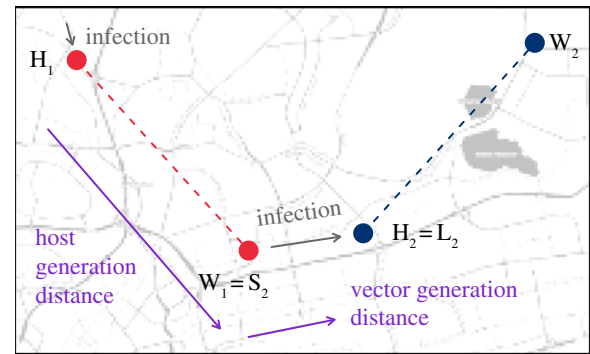 infection
H₁
W₂
infection
H₂ = L₂
W₁ = S₂
host
generation
distance
vector generation
distance